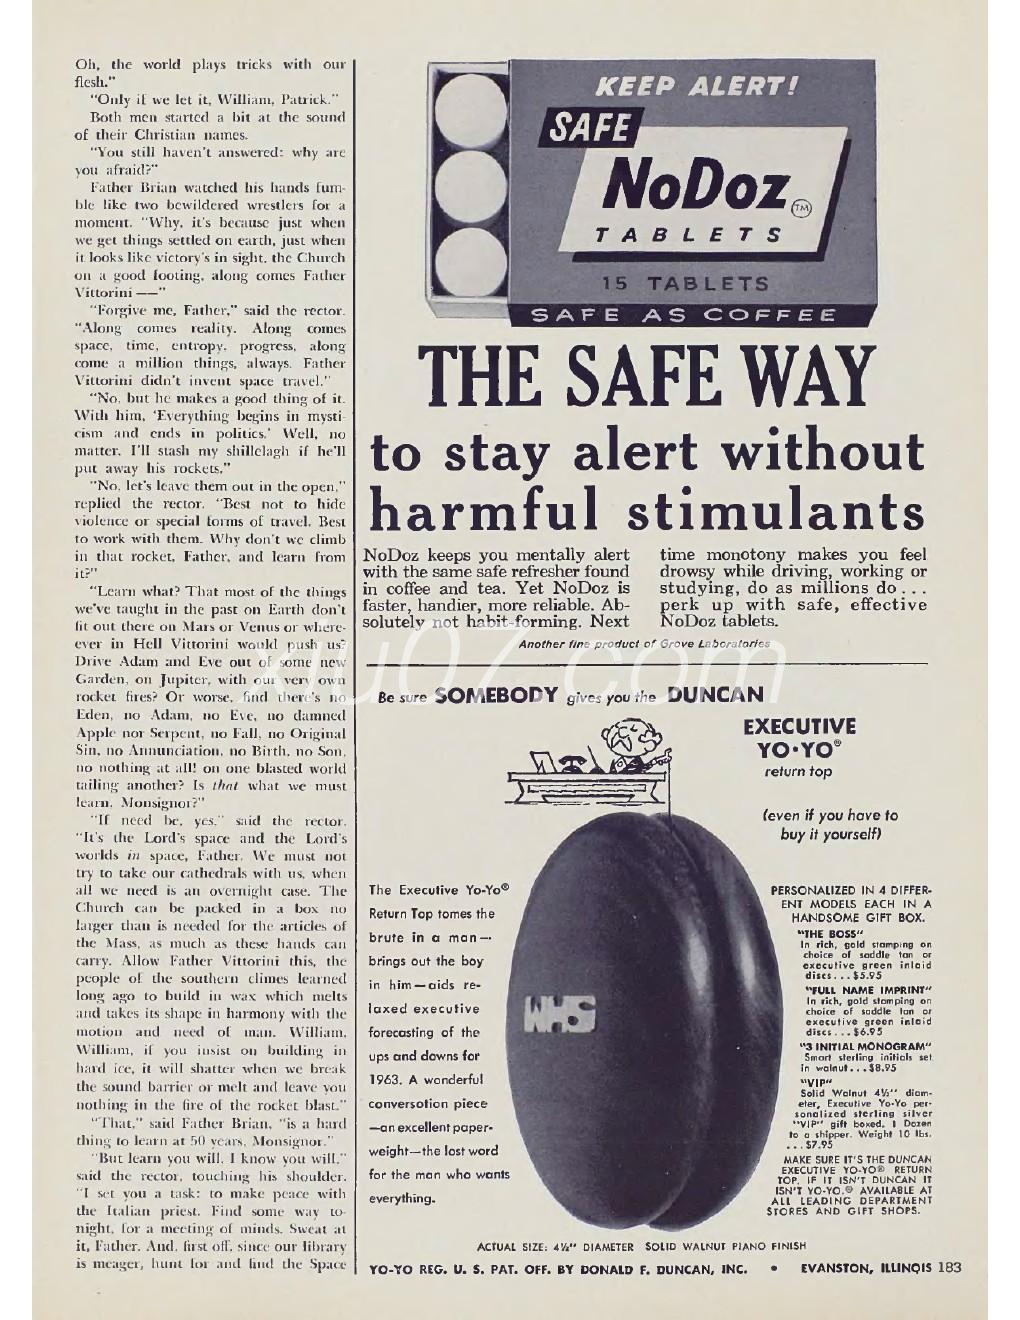 Oh, the world plays tricks with our
flesh."
"Only if we let it, William, Patrick."
Both men started a bit at the sound
of their Christian names.
"You still haven't answered: why are
you afraid?"
Father Brian watched his hands fum-
ble like two bewildered wrestlers for a
moment. "Why, it's because just when
we get things settled on earth, just when
it looks like victory's in sight, the Church
on a good footing, along comes Father
Vittorini ——"
"Forgive me, Father," said the rector.
"Along comes reality. Along comes
space, time, entropy, progress, along
come a million things, always. Father
Vittorini didn't invent space travel."
"No, but he makes a good thing of it.
With him, 'Everything begins in mysti-
cism and ends in politics.' Well, no
matter. I'll stash my shillelagh if he'll
put away his rockets."
"No, let's leave them out in the open,"
replied the rector. "Best not to hide
violence or special forms of travel. Best
to work with them. Why don't we climb
in that rocket, Father, and learn from
it?"
"Learn what? That most of the things
we've taught in the past on Earth don't
fit out there on Mars or Venus or where-
ever in Hell Vittorini would push us?
Drive Adam and Eve out of some new
Garden, on Jupiter, with our very own
rocket fires? Or worse, find there's no
Eden, no Adam, no Eve, no damned
Apple nor Serpent, no Fall, no Original
Sin, no Annunciation, no Birth, no Son,
no nothing at all! on one blasted world
tailing another? Is that what we must
learn, Monsignor?"
"If need be, yes," said the rector.
"It's the Lord's space and the Lord's
worlds in space, Father. We must not
try to take our cathedrals with us, when
all we need is an overnight case. The
Church can be packed in a box no
larger than is needed for the articles of
the Mass, as much as these hands can
carry. Allow Father Vittorini this, the
people of the southern climes learned
long ago to build in wax which melts
and takes its shape in harmony with the
motion and need of man. William,
William, if you insist on building in
hard ice, it will shatter when we break
the sound barrier or melt and leave you
nothing in the fire of the rocket blast."
"That," said Father Brian, "is a hard
thing to learn at 50 years, Monsignor."
"But learn you will, I know you will,"
said the rector, touching his shoulder.
"I set you a task: to make peace with
the Italian priest. Find some way to-
night, for a meeting of minds. Sweat at
it, Father. And, first off, since our library
is meager, hunt for and find the Space
KEEP ALERT!
SAFE
NoDoz TM
TABLETS
15 TABLETS
SAFE AS COFFEE
THE SAFE WAY
to stay alert without
harmful stimulants
NoDoz keeps you mentally alert
with the same safe refresher found
in coffee and tea. Yet NoDoz is
faster, handier, more reliable. Ab-
solutely not habit-forming. Next
time monotony makes you feel
drowsy while driving, working or
studying, do as millions do . . .
perk up with safe, effective
NoDoz tablets.
Another fine product of Grove Laboratories
xiu07.com
Be sure SOMEBODY gives you the DUNCAN
EXECUTIVE
YO•YO®
return top
(even if you have to
buy it yourself)
The Executive Yo-Yo®
Return Top tomes the
brute in a man—
brings out the boy
in him—aids re-
laxed executive
forecasting of the
ups and downs for
1963. A wonderful
conversation piece
—an excellent paper-
weight—the lost word
for the man who wants
everything.
WHS
PERSONALIZED IN 4 DIFFER-
ENT MODELS EACH IN A
HANDSOME GIFT BOX.
"THE BOSS"
In rich, gold stamping on
choice of saddle tan or
executive green inlaid
discs . . . $5.95
"FULL NAME IMPRINT"
In rich, gold stamping on
choice of saddle tan or
executive green inlaid
discs . . . $6.95
"3 INITIAL MONOGRAM"
Smart sterling initials set
in walnut . . . $8.95
"VIP"
Solid Walnut 4½" diam-
eter, Executive Yo-Yo per-
sonalized sterling silver
"VIP" gift boxed. 1 Dozen
to a shipper. Weight 10 lbs.
. . . $7.95
MAKE SURE IT'S THE DUNCAN
EXECUTIVE YO-YO® RETURN
TOP. IF IT ISN'T DUNCAN IT
ISN'T YO-YO.® AVAILABLE AT
ALL LEADING DEPARTMENT
STORES AND GIFT SHOPS.
ACTUAL SIZE: 4½" DIAMETER SOLID WALNUT PIANO FINISH
YO-YO REG. U. S. PAT. OFF. BY DONALD F. DUNCAN, INC. • EVANSTON, ILLINOIS 183